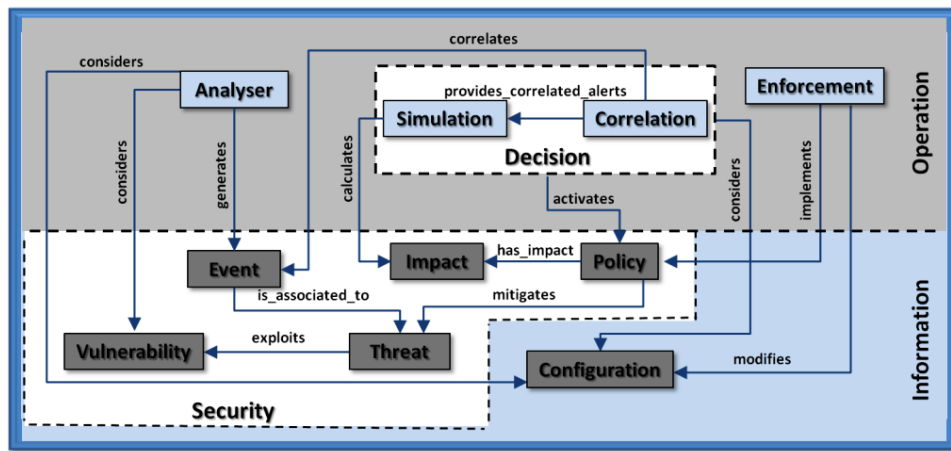 correlates
considers
Analyser
Enforcement
provides_correlated_alerts
Simulation
Correlation
Decision
Operation
considers
generates
calculates
considers
implements
activates
Event
Impact
has_impact
Policy
is_associated_to
mitigates
Vulnerability
exploits
Threat
Configuration
modifies
Security
Information